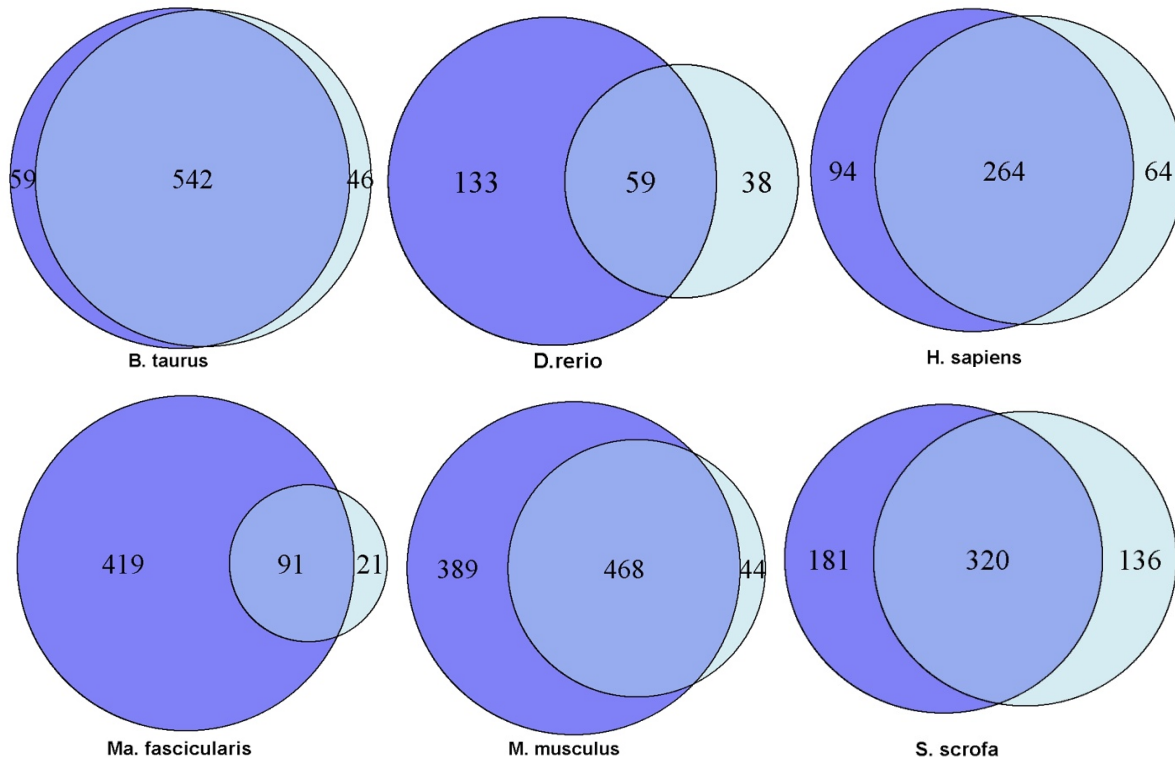 59 542 46
133 59 38
94 264 64
B. taurus
D.rerio
H. sapiens
419 91 21
389 468 44
181 320 136
Ma. fascicularis
M. musculus
S. scrofa